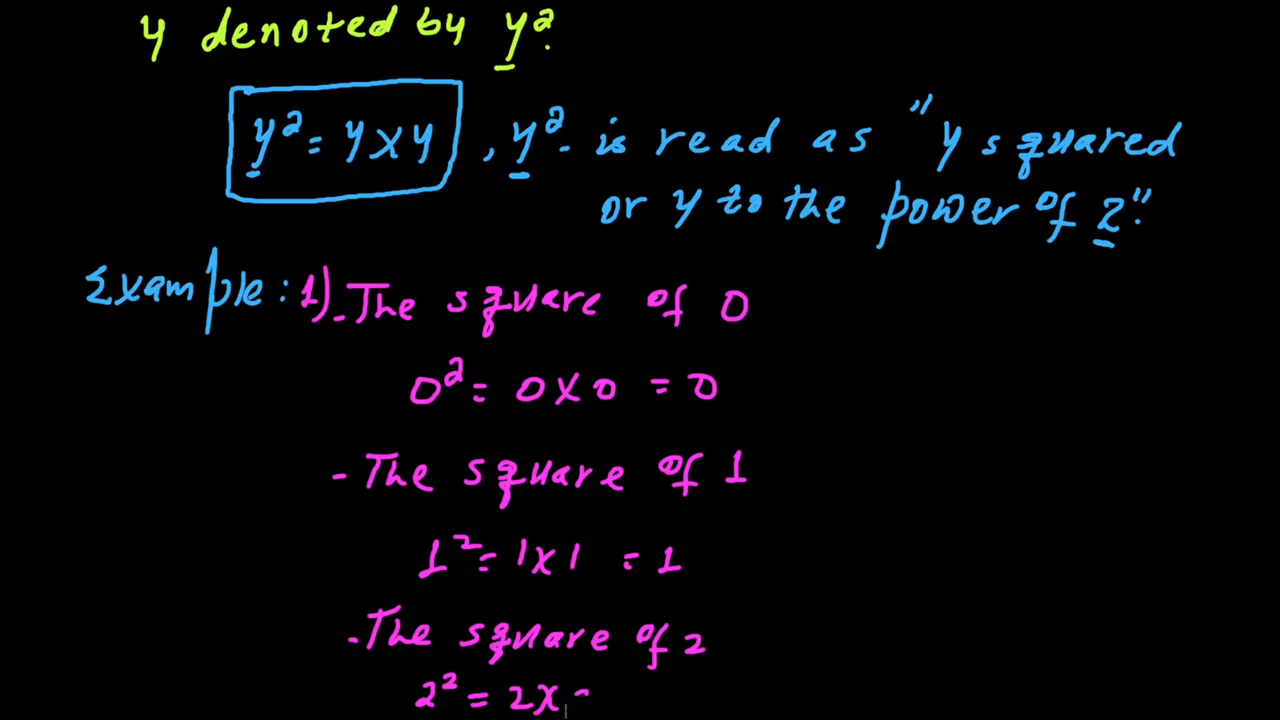 y denoted by y².
y² = y x y , y² is read as "y squared
or y to the power of 2".
Example: 1) - The square of 0
0² = 0 x 0 = 0
- The square of 1
1² = 1 x 1 = 1
- The square of 2
2² = 2 x